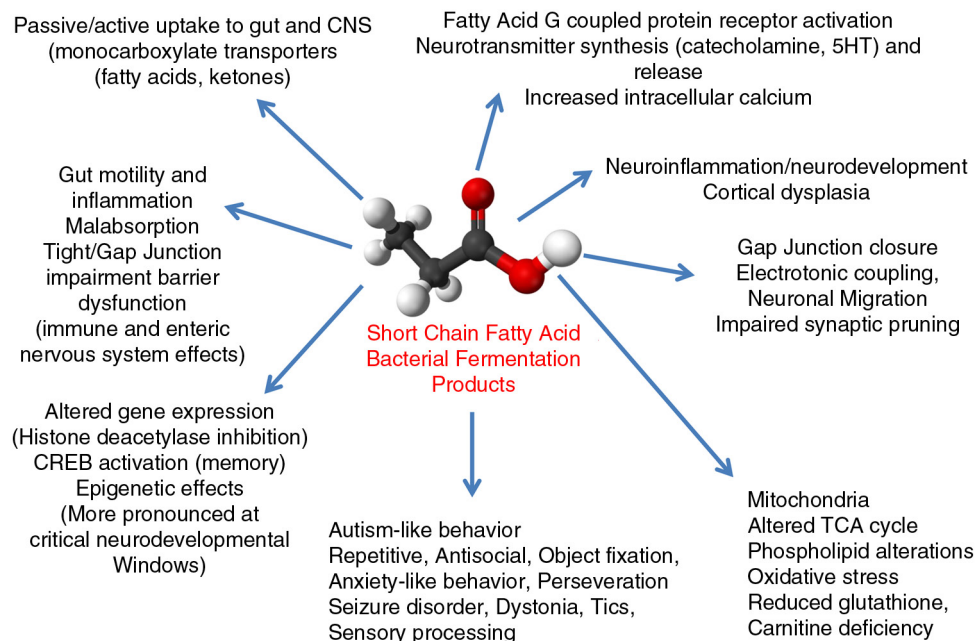 Passive/active uptake to gut and CNS
(monocarboxylate transporters
(fatty acids, ketones)
Fatty Acid G coupled protein receptor activation
Neurotransmitter synthesis (catecholamine, 5HT) and
release
Increased intracellular calcium
Gut motility and
inflammation
Malabsorption
Tight/Gap Junction
impairment barrier
dysfunction
(immune and enteric
nervous system effects)
Neuroinflammation/neurodevelopment
Cortical dysplasia
Gap Junction closure
Electrotonic coupling,
Neuronal Migration
Impaired synaptic pruning
Short Chain Fatty Acid
Bacterial Fermentation
Products
Altered gene expression
(Histone deacetylase inhibition)
CREB activation (memory)
Epigenetic effects
(More pronounced at
critical neurodevelopmental
Windows)
Autism-like behavior
Repetitive, Antisocial, Object fixation,
Anxiety-like behavior, Perseveration
Seizure disorder, Dystonia, Tics,
Sensory processing
Mitochondria
Altered TCA cycle
Phospholipid alterations
Oxidative stress
Reduced glutathione,
Carnitine deficiency